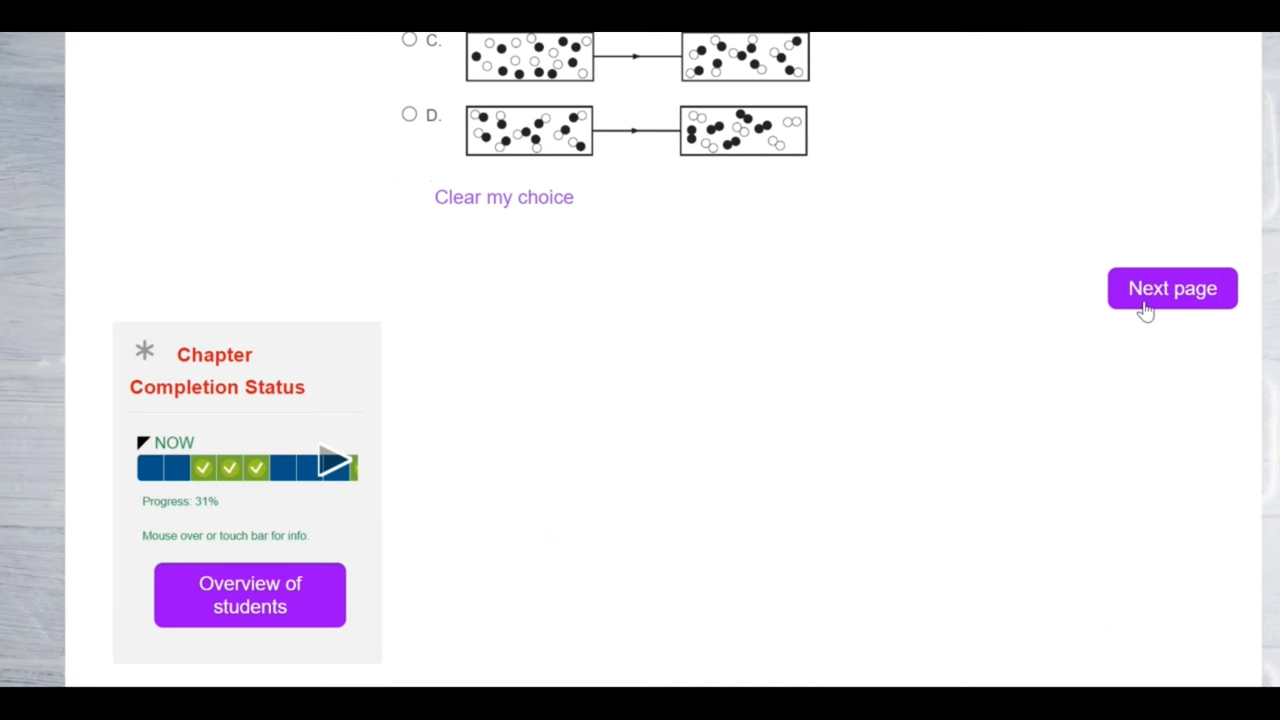 C.
D.
Clear my choice
Next page
Chapter
Completion Status
NOW
Progress: 31%
Mouse over or touch bar for info.
Overview of
students